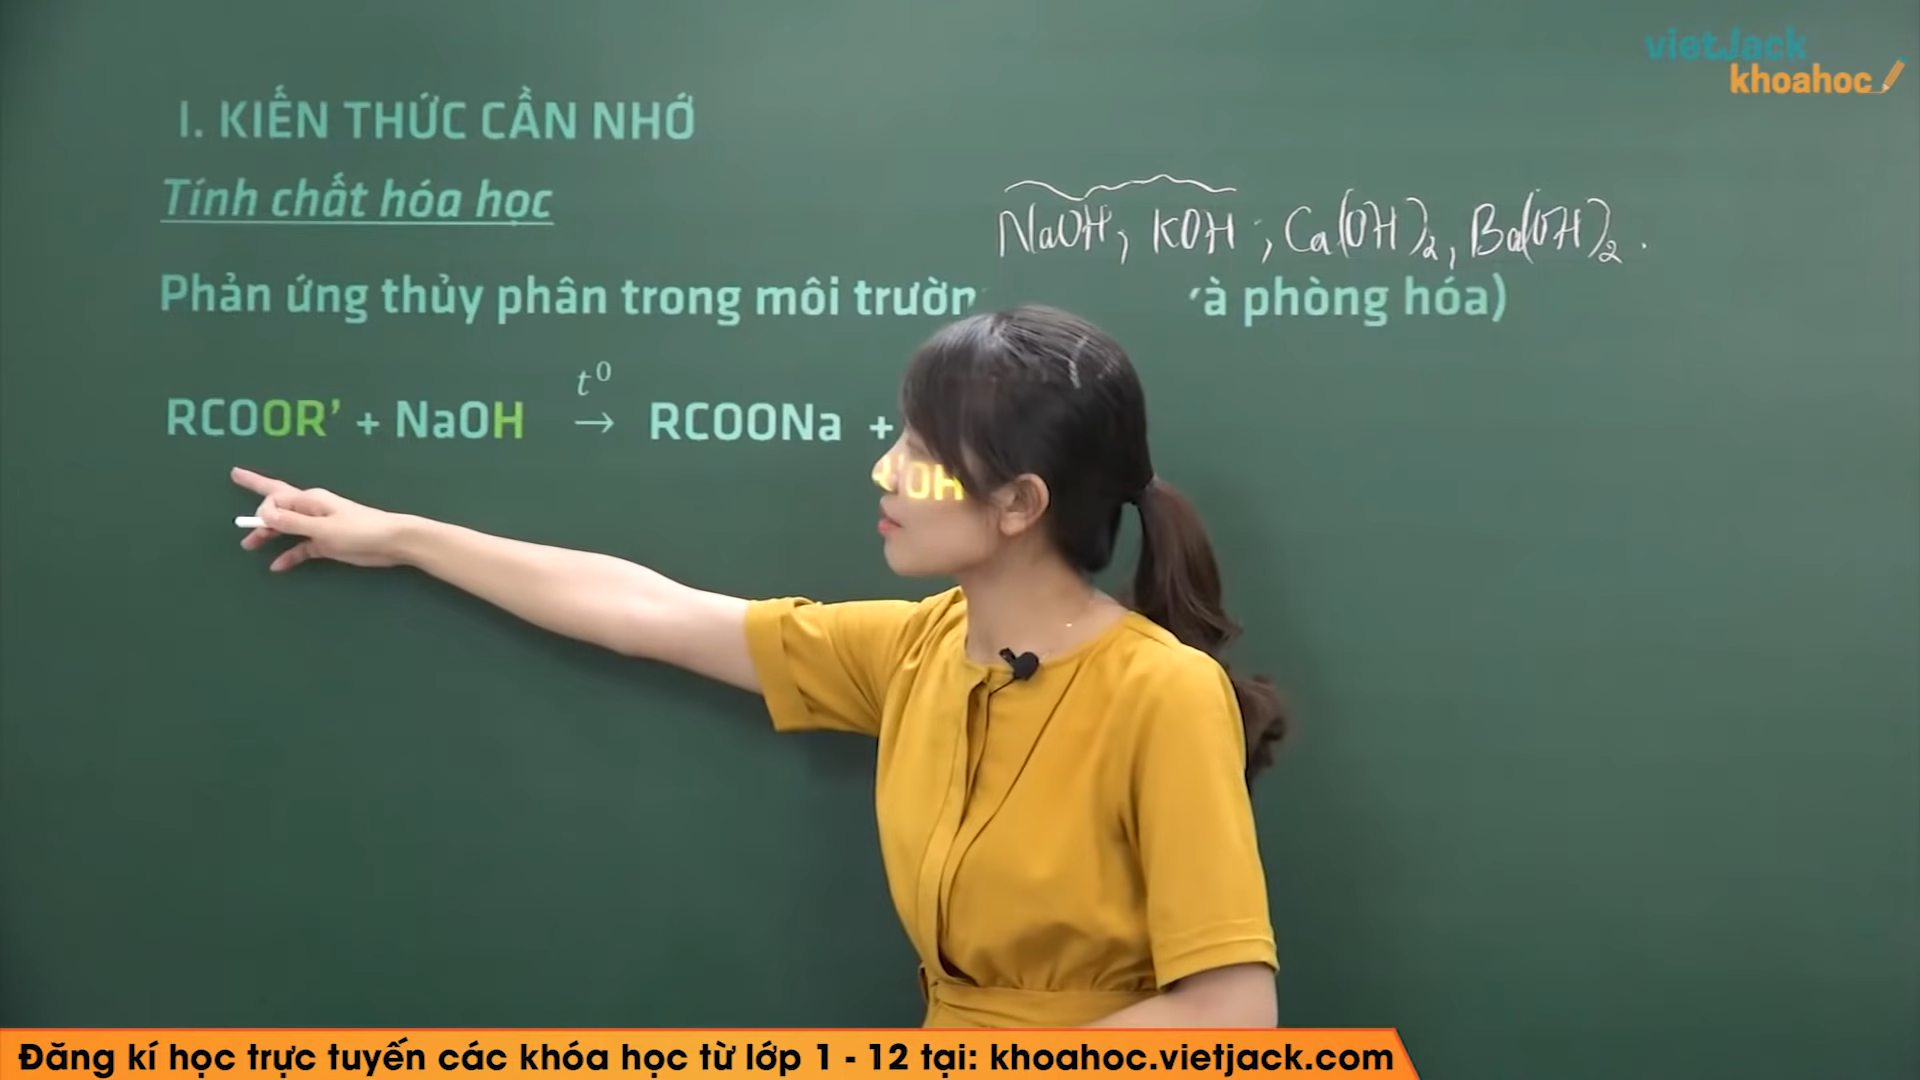 vietJack
khoahoc
I. KIẾN THỨC CẦN NHỚ
Tính chất hóa học
NaOH; KOH; Ca(OH)2, Ba(OH)2.
Phản ứng thủy phân trong môi phòng hóa)
t⁰
RCOOR' + NaOH → RCOONa +
R'OH
Đăng kí học trực tuyến các khóa học từ lớp 1 - 12 tại: khoahoc.vietjack.com